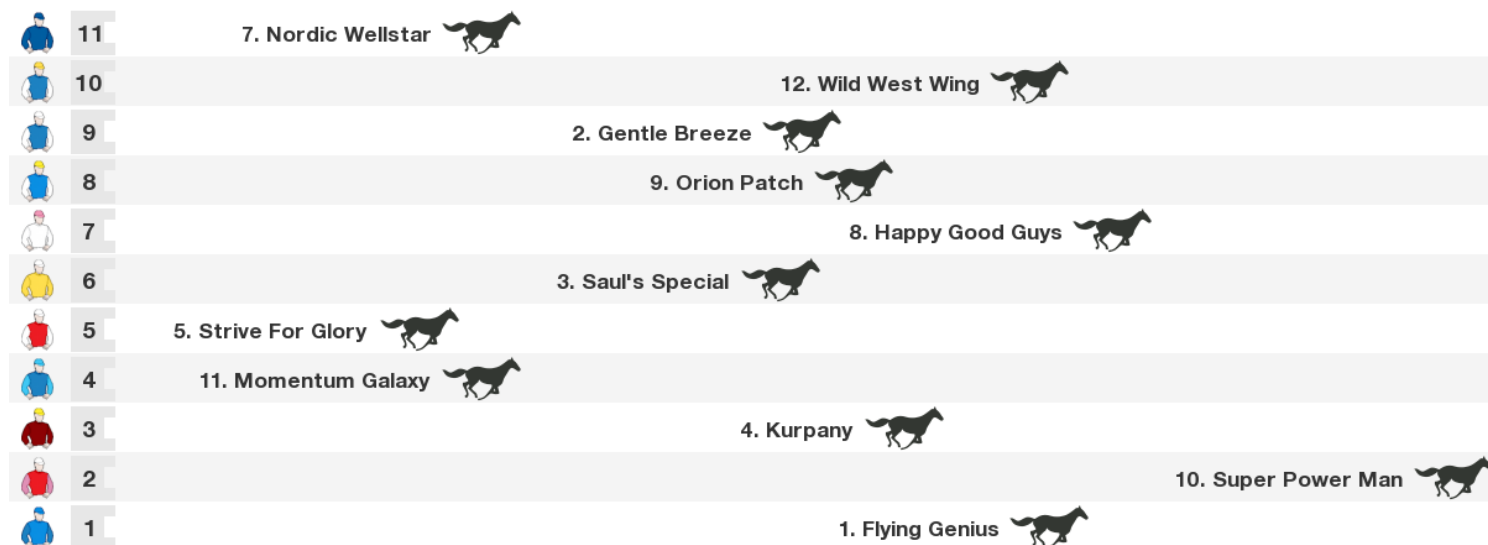 11 7. Nordic Wellstar
10 12. Wild West Wing
9 2. Gentle Breeze
8 9. Orion Patch
7 8. Happy Good Guys
6 3. Saul's Special
5 5. Strive For Glory
4 11. Momentum Galaxy
3 4. Kurpany
2 10. Super Power Man
1 1. Flying Genius